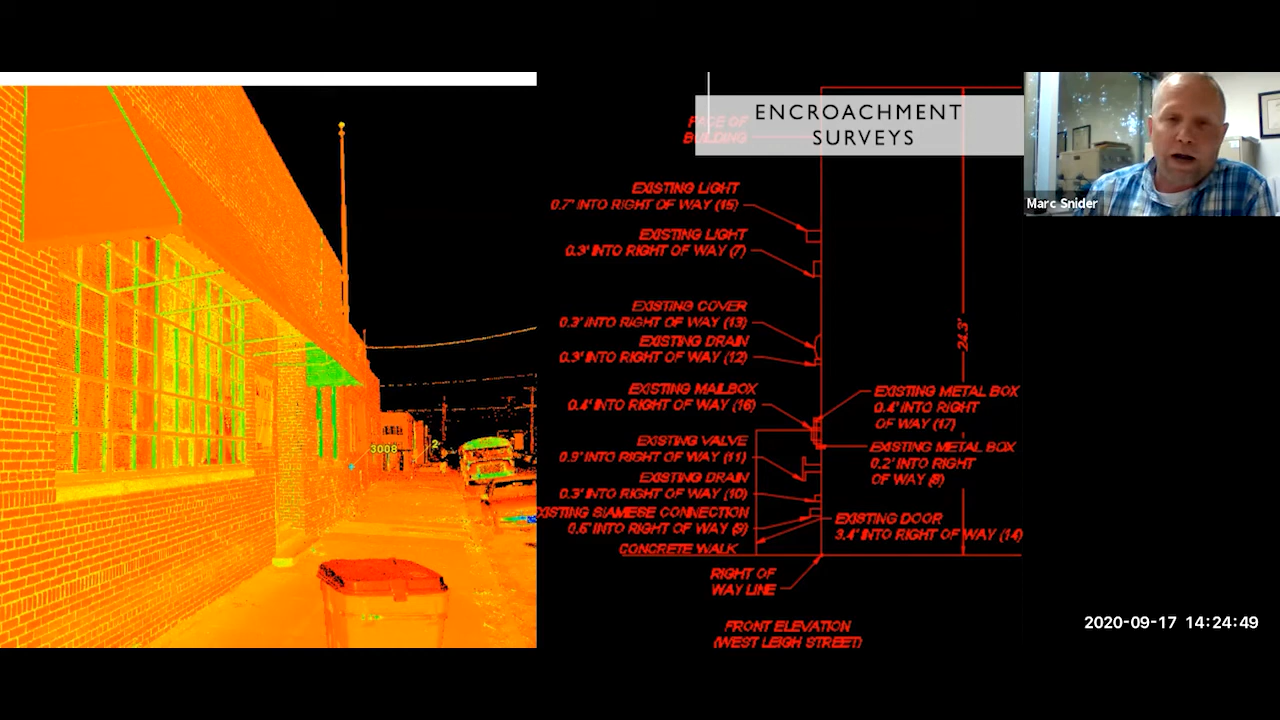 ENCROACHMENT
SURVEYS
FACE OF
BUILDING
EXISTING LIGHT
0.7' INTO RIGHT OF WAY (15)
EXISTING LIGHT
0.3' INTO RIGHT OF WAY (7)
EXISTING COVER
0.3' INTO RIGHT OF WAY (13)
EXISTING DRAIN
0.3' INTO RIGHT OF WAY (12)
EXISTING MAILBOX
0.4' INTO RIGHT OF WAY (16)
EXISTING VALVE
0.9' INTO RIGHT OF WAY (11)
EXISTING DRAIN
0.3' INTO RIGHT OF WAY (10)
EXISTING SIAMESE CONNECTION
0.5' INTO RIGHT OF WAY (9)
CONCRETE WALK
RIGHT OF
WAY LINE
24.3'
EXISTING METAL BOX
0.4' INTO RIGHT
OF WAY (17)
EXISTING METAL BOX
0.2' INTO RIGHT
OF WAY (8)
EXISTING DOOR
3.4' INTO RIGHT OF WAY (14)
FRONT ELEVATION
(WEST LEIGH STREET)
3008
2
Marc Snider
2020-09-17 14:24:49